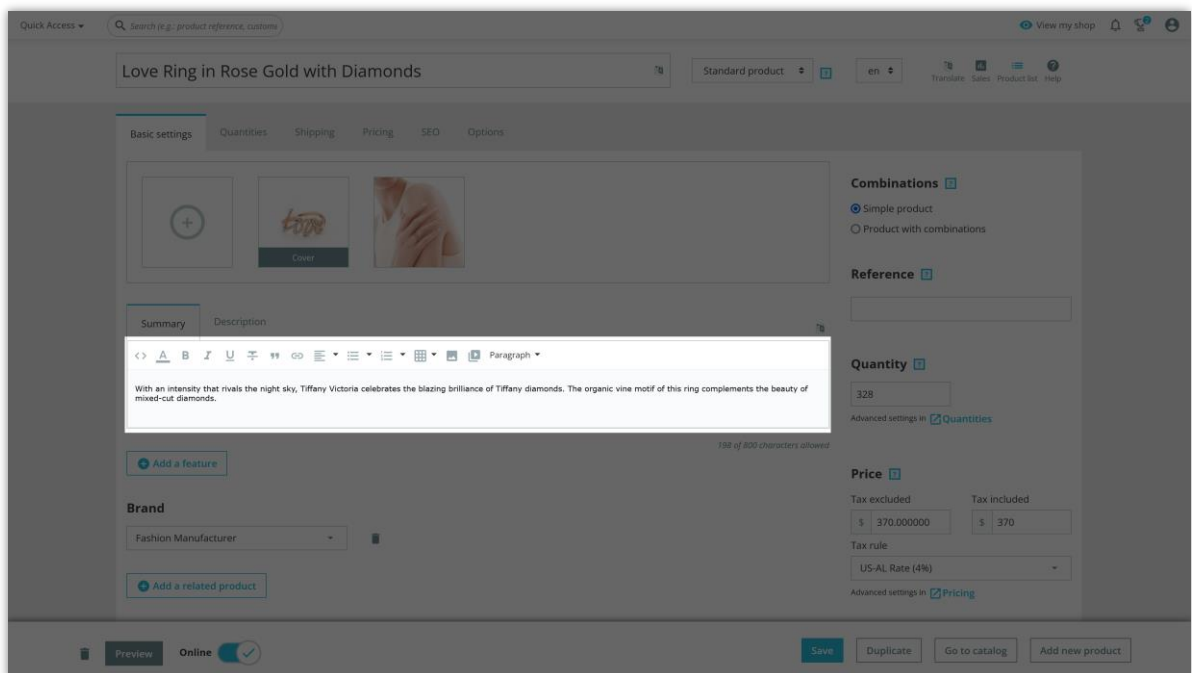 Quick Access
Search (e.g.: product reference, custome
View my shop
2
Love Ring in Rose Gold with Diamonds
Standard product
?
en
Translate Sales Product list Help
Basic settings Quantities Shipping Pricing SEO Options
Cover
Combinations ?
Simple product
Product with combinations
Reference ?
Summary Description
Paragraph
With an intensity that rivals the night sky, Tiffany Victoria celebrates the blazing brilliance of Tiffany diamonds. The organic vine motif of this ring complements the beauty of
mixed-cut diamonds.
198 of 800 characters allowed
Quantity ?
328
Advanced settings in Quantities
Add a feature
Brand
Fashion Manufacturer
Add a related product
Price ?
Tax excluded Tax included
$ 370.000000 $ 370
Tax rule
US-AL Rate (4%)
Advanced settings in Pricing
Preview Online
Save Duplicate Go to catalog Add new product